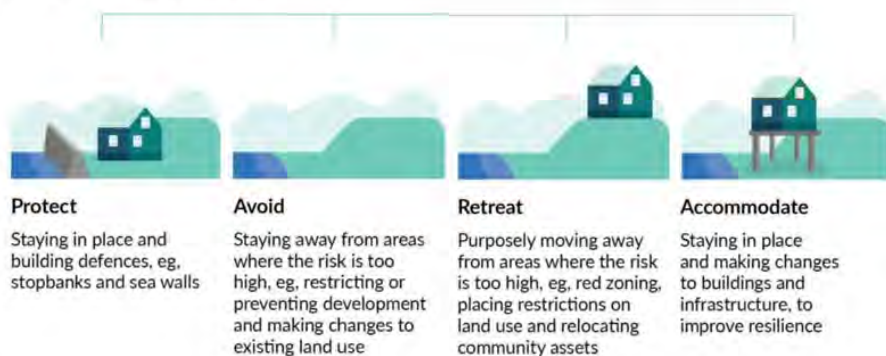 Protect
Staying in place and
building defences, eg,
stopbanks and sea walls
Avoid
Staying away from areas
where the risk is too
high, eg, restricting or
preventing development
and making changes to
existing land use
Retreat
Purposely moving away
from areas where the risk
is too high, eg, red zoning,
placing restrictions on
land use and relocating
community assets
Accommodate
Staying in place
and making changes
to buildings and
infrastructure, to
improve resilience